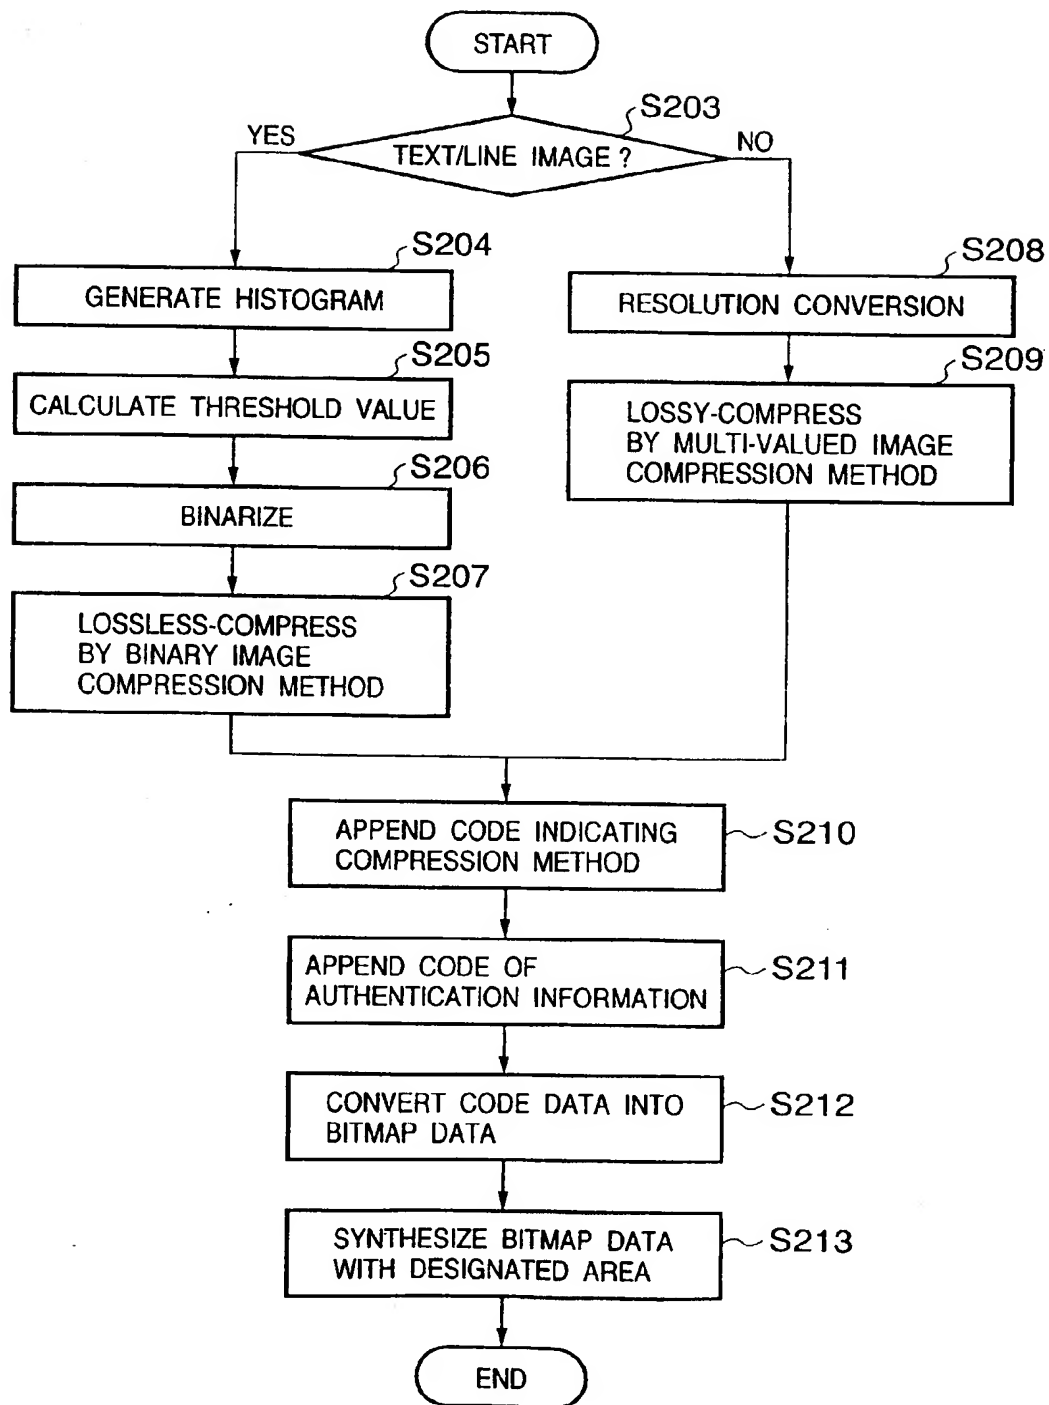 START
S203
YES
TEXT/LINE IMAGE ?
NO
S204
GENERATE HISTOGRAM
S205
CALCULATE THRESHOLD VALUE
S206
BINARIZE
S207
LOSSLESS-COMPRESS
BY BINARY IMAGE
COMPRESSION METHOD
S208
RESOLUTION CONVERSION
S209
LOSSY-COMPRESS
BY MULTI-VALUED IMAGE
COMPRESSION METHOD
APPEND CODE INDICATING
COMPRESSION METHOD
S210
APPEND CODE OF
AUTHENTICATION INFORMATION
S211
CONVERT CODE DATA INTO
BITMAP DATA
S212
SYNTHESIZE BITMAP DATA
WITH DESIGNATED AREA
S213
END